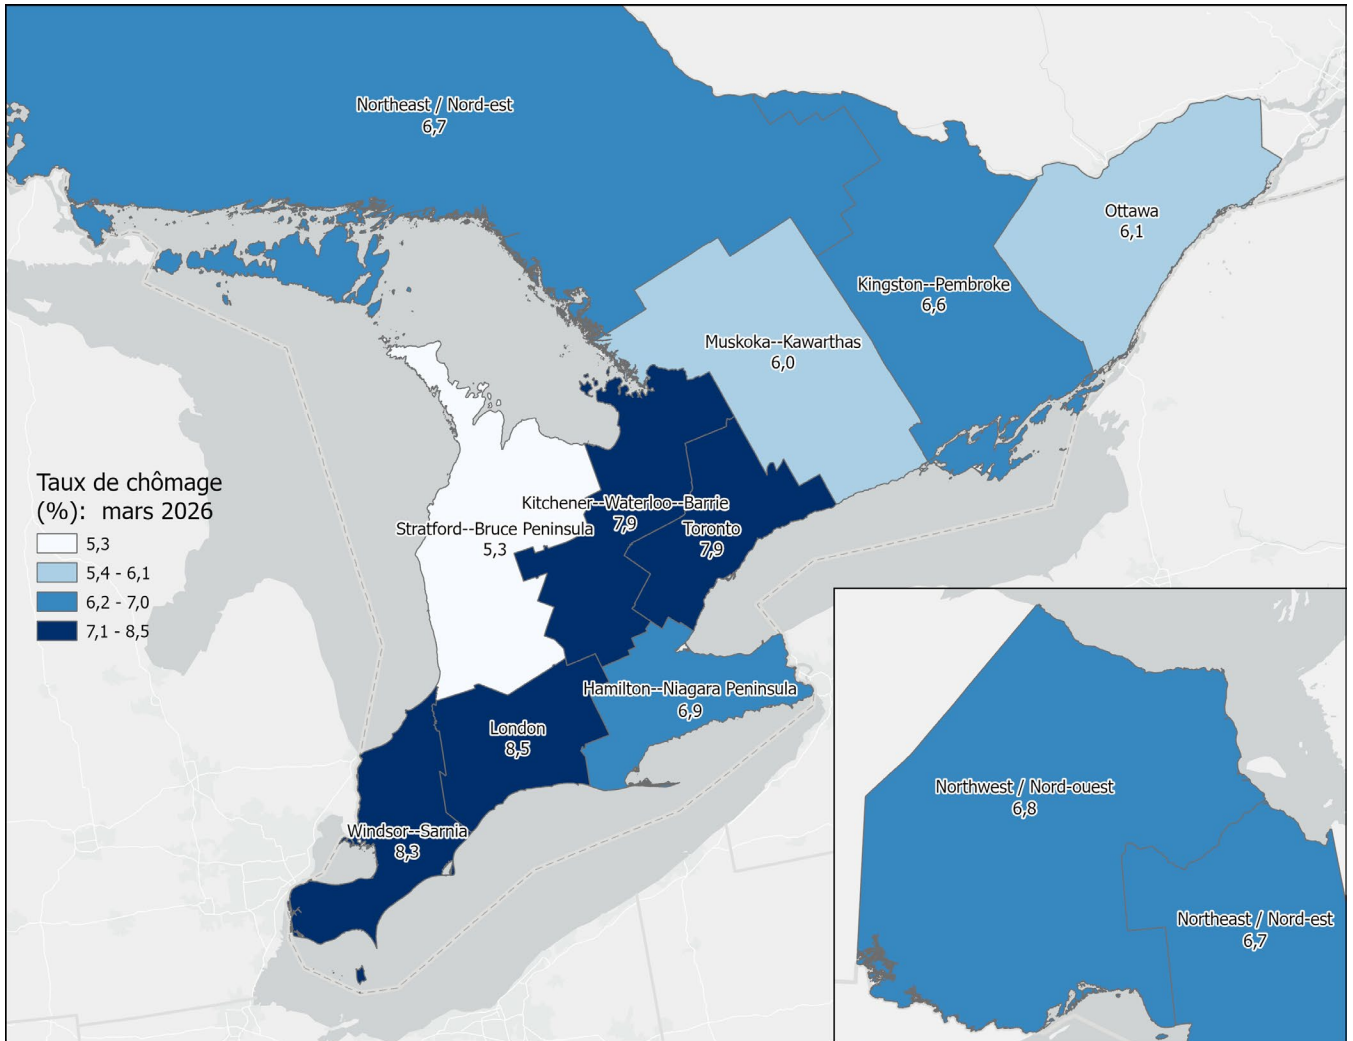 Northeast / Nord-est
6,7
Ottawa
6,1
Kingston--Pembroke
6,6
Muskoka--Kawarthas
6,0
Taux de chômage
(%): mars 2026
5,3
5,4 - 6,1
6,2 - 7,0
7,1 - 8,5
Kitchener--Waterloo--Barrie
7,9
Stratford--Bruce Peninsula
5,3
Toronto
7,9
Hamilton--Niagara Peninsula
6,9
London
8,5
Windsor--Sarnia
8,3
Northwest / Nord-ouest
6,8
Northeast / Nord-est
6,7